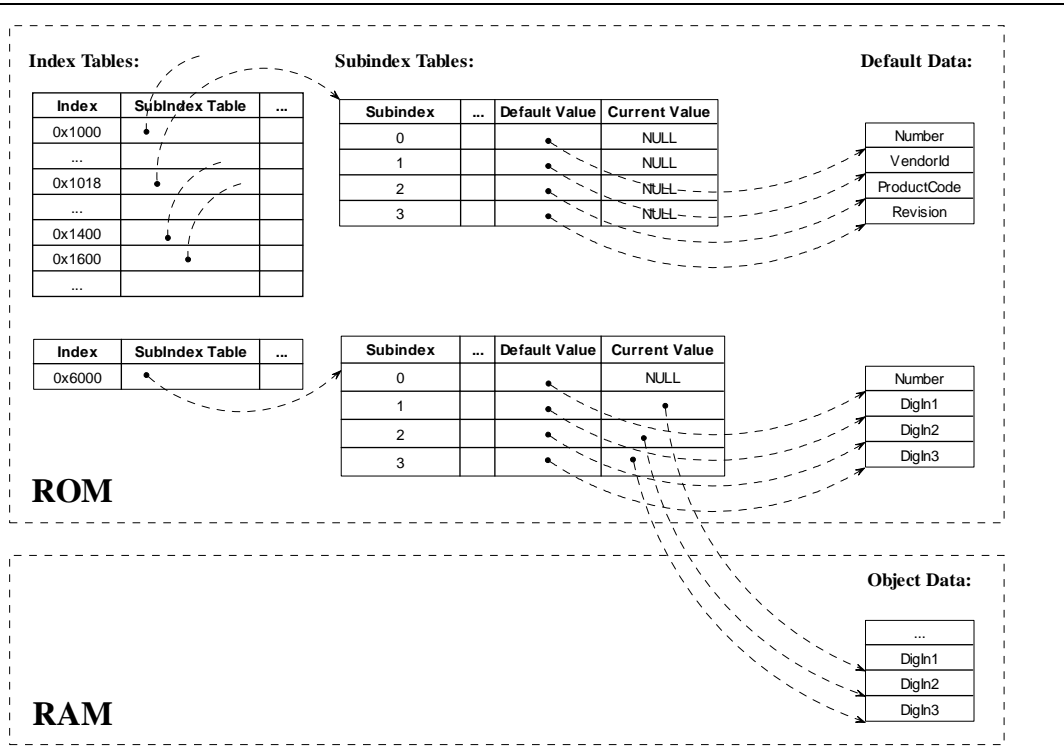 Index Tables:
Subindex Tables:
Default Data:
Index SubIndex Table ...
0x1000
...
0x1018
...
0x1400
0x1600
...
Subindex ... Default Value Current Value
0 NULL
1 NULL
2 NULL
3 NULL
Number
VendorId
ProductCode
Revision
Index SubIndex Table ...
0x6000
Subindex ... Default Value Current Value
0 NULL
1
2
3
Number
DigIn1
DigIn2
DigIn3
ROM
Object Data:
...
DigIn1
DigIn2
DigIn3
RAM